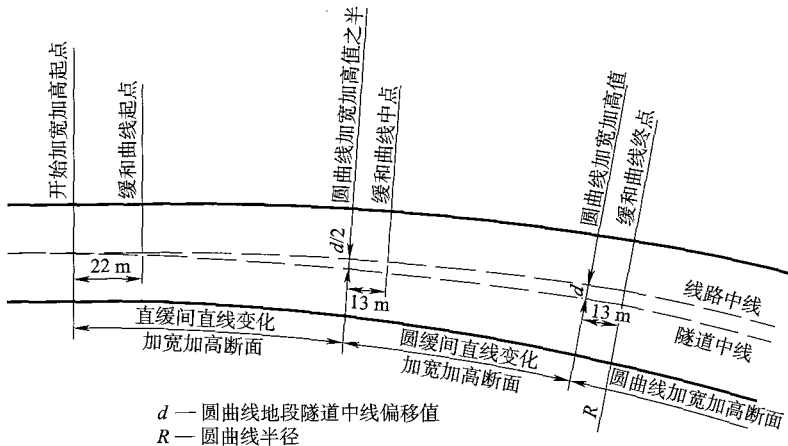 开始加宽加高起点
缓和曲线起点
圆曲线加宽加高值之半
缓和曲线中点
圆曲线加宽加高值
缓和曲线终点
d/2
22 m
13 m
d
13 m
线路中线
隧道中线
直缓间直线变化
加宽加高断面
圆缓间直线变化
加宽加高断面
圆曲线加宽加高断面
R
d — 圆曲线地段隧道中线偏移值
R — 圆曲线半径